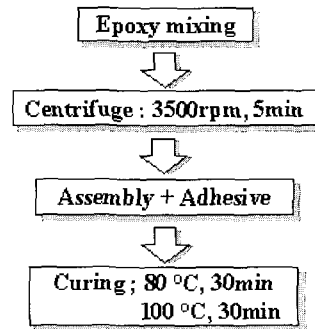 Epoxy mixing
Centrifuge : 3500rpm, 5min
Assembly + Adhesive
Curing ; 80 °C, 30min
100 °C, 30min